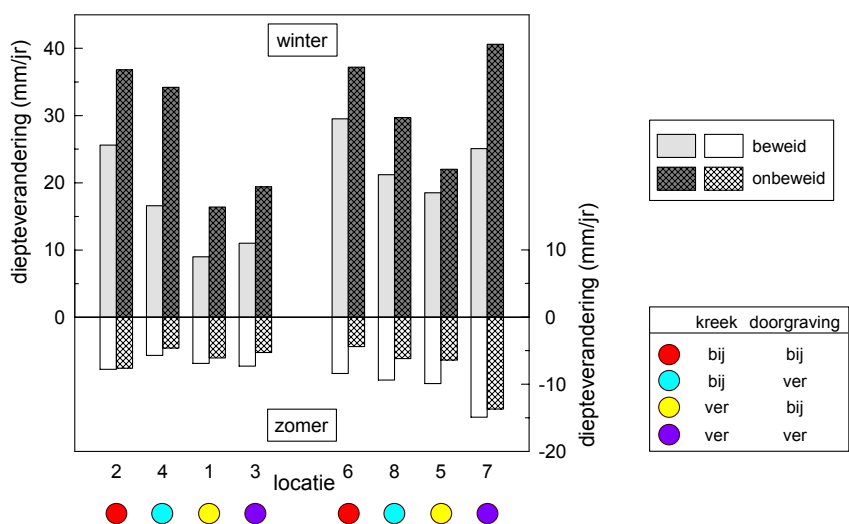 winter
40
30
20
10
0
diepteverandering (mm/jr)
10
0
-10
-20
diepteverandering (mm/jr)
zomer
2 4 1 3 6 8 5 7
locatie
beweid
onbeweid
kreek doorgraving
bij bij
bij ver
ver bij
ver ver